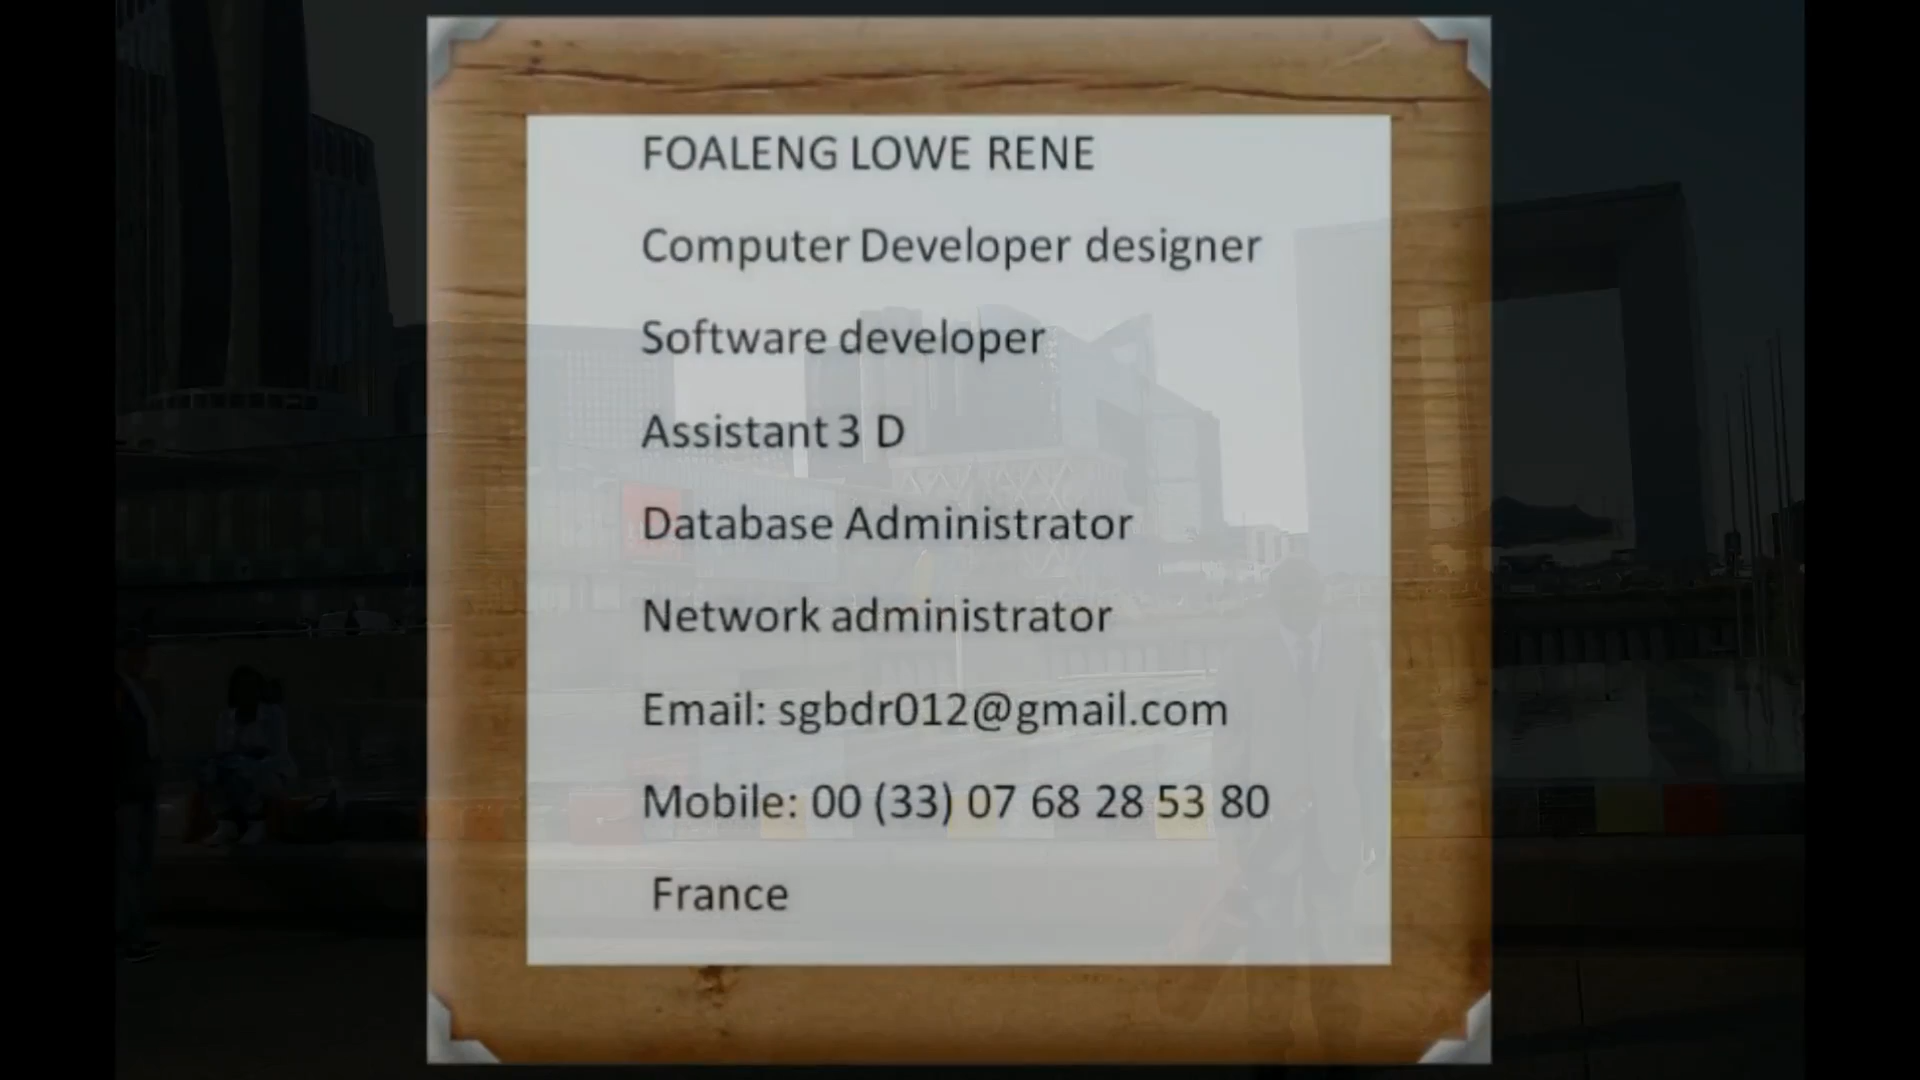 FOALENG LOWE RENE
Computer Developer designer
Software developer
Assistant 3 D
Database Administrator
Network administrator
Email: sgbdr012@gmail.com
Mobile: 00 (33) 07 68 28 53 80
France